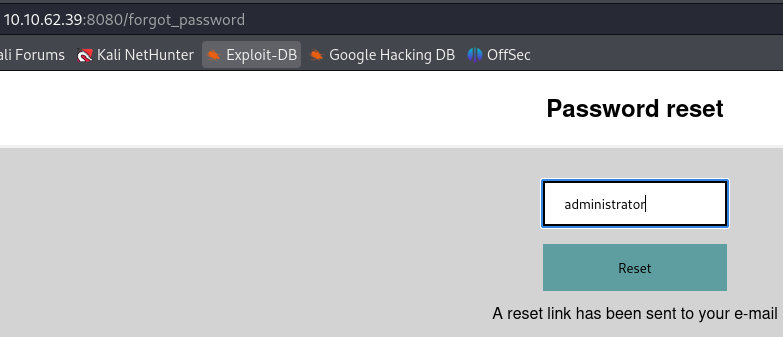 10.10.62.39:8080/forgot_password
ali Forums Kali NetHunter Exploit-DB Google Hacking DB OffSec
Password reset
administrator
Reset
A reset link has been sent to your e-mail